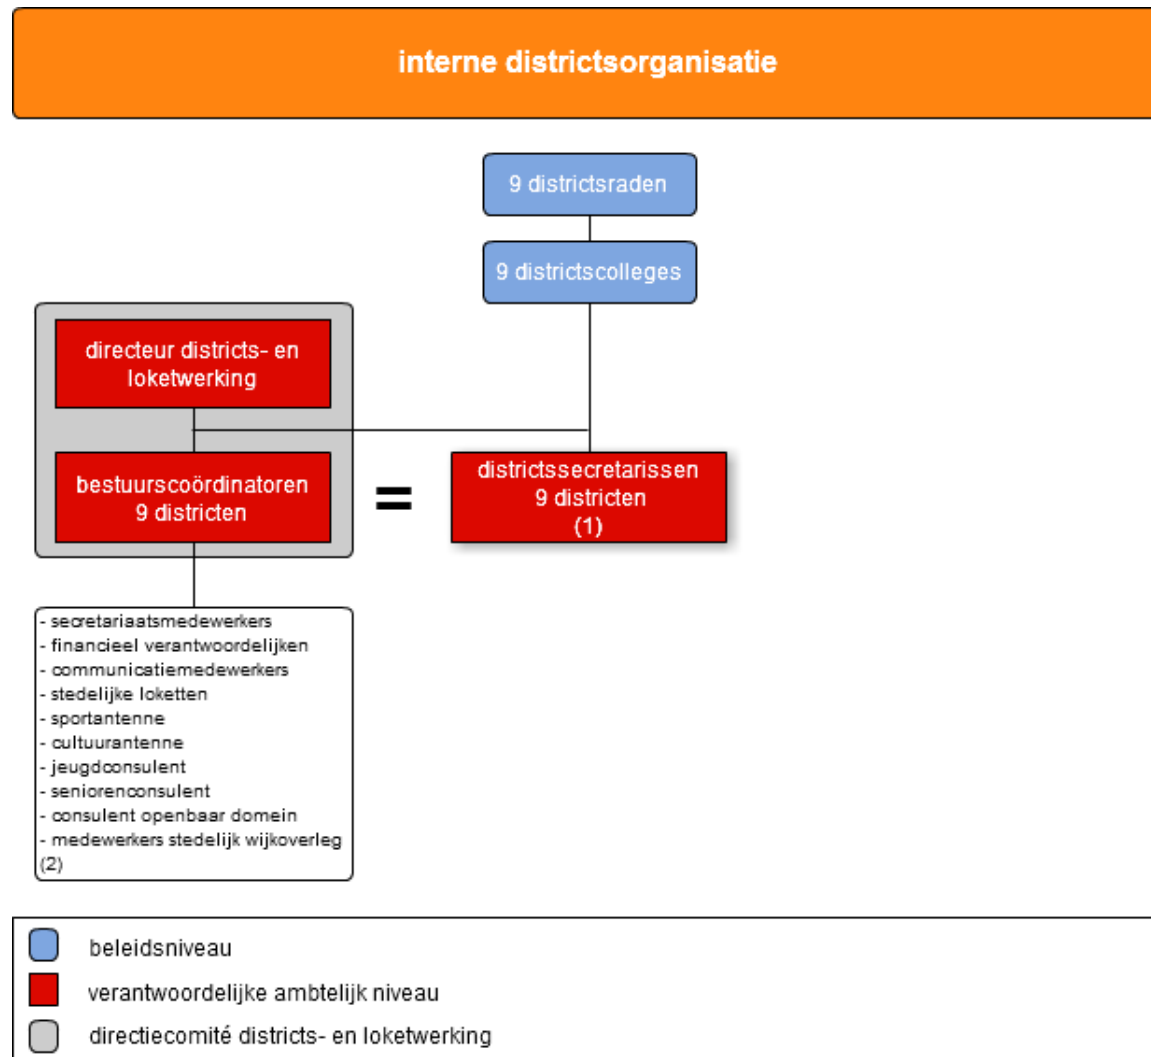 interne districtsorganisatie
9 districtsraden
9 districtscolleges
directeur districts- en
loketwerking
bestuurscoördinatoren
9 districten
=
districtssecretarissen
9 districten
(1)
- secretariaatsmedewerkers
- financieel verantwoordelijken
- communicatiemedewerkers
- stedelijke loketten
- sportantenne
- cultuurantenne
- jeugdconsulent
- seniorenconsulent
- consulent openbaar domein
- medewerkers stedelijk wijkoverleg
(2)
beleidsniveau
verantwoordelijke ambtelijk niveau
directiecomité districts- en loketwerking